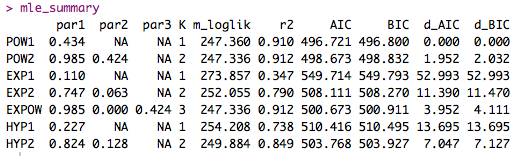 > mle_summary
par1 par2 par3 K m_loglik r2 AIC BIC d_AIC d_BIC
POW1 0.434 NA NA 1 247.360 0.910 496.721 496.800 0.000 0.000
POW2 0.985 0.424 NA 2 247.336 0.912 498.673 498.832 1.952 2.032
EXP1 0.110 NA NA 1 273.857 0.347 549.714 549.793 52.993 52.993
EXP2 0.747 0.063 NA 2 252.055 0.790 508.111 508.270 11.390 11.470
EXPOW 0.985 0.000 0.424 3 247.336 0.912 500.673 500.911 3.952 4.111
HYP1 0.227 NA NA 1 254.208 0.738 510.416 510.495 13.695 13.695
HYP2 0.824 0.128 NA 2 249.884 0.849 503.768 503.927 7.047 7.127